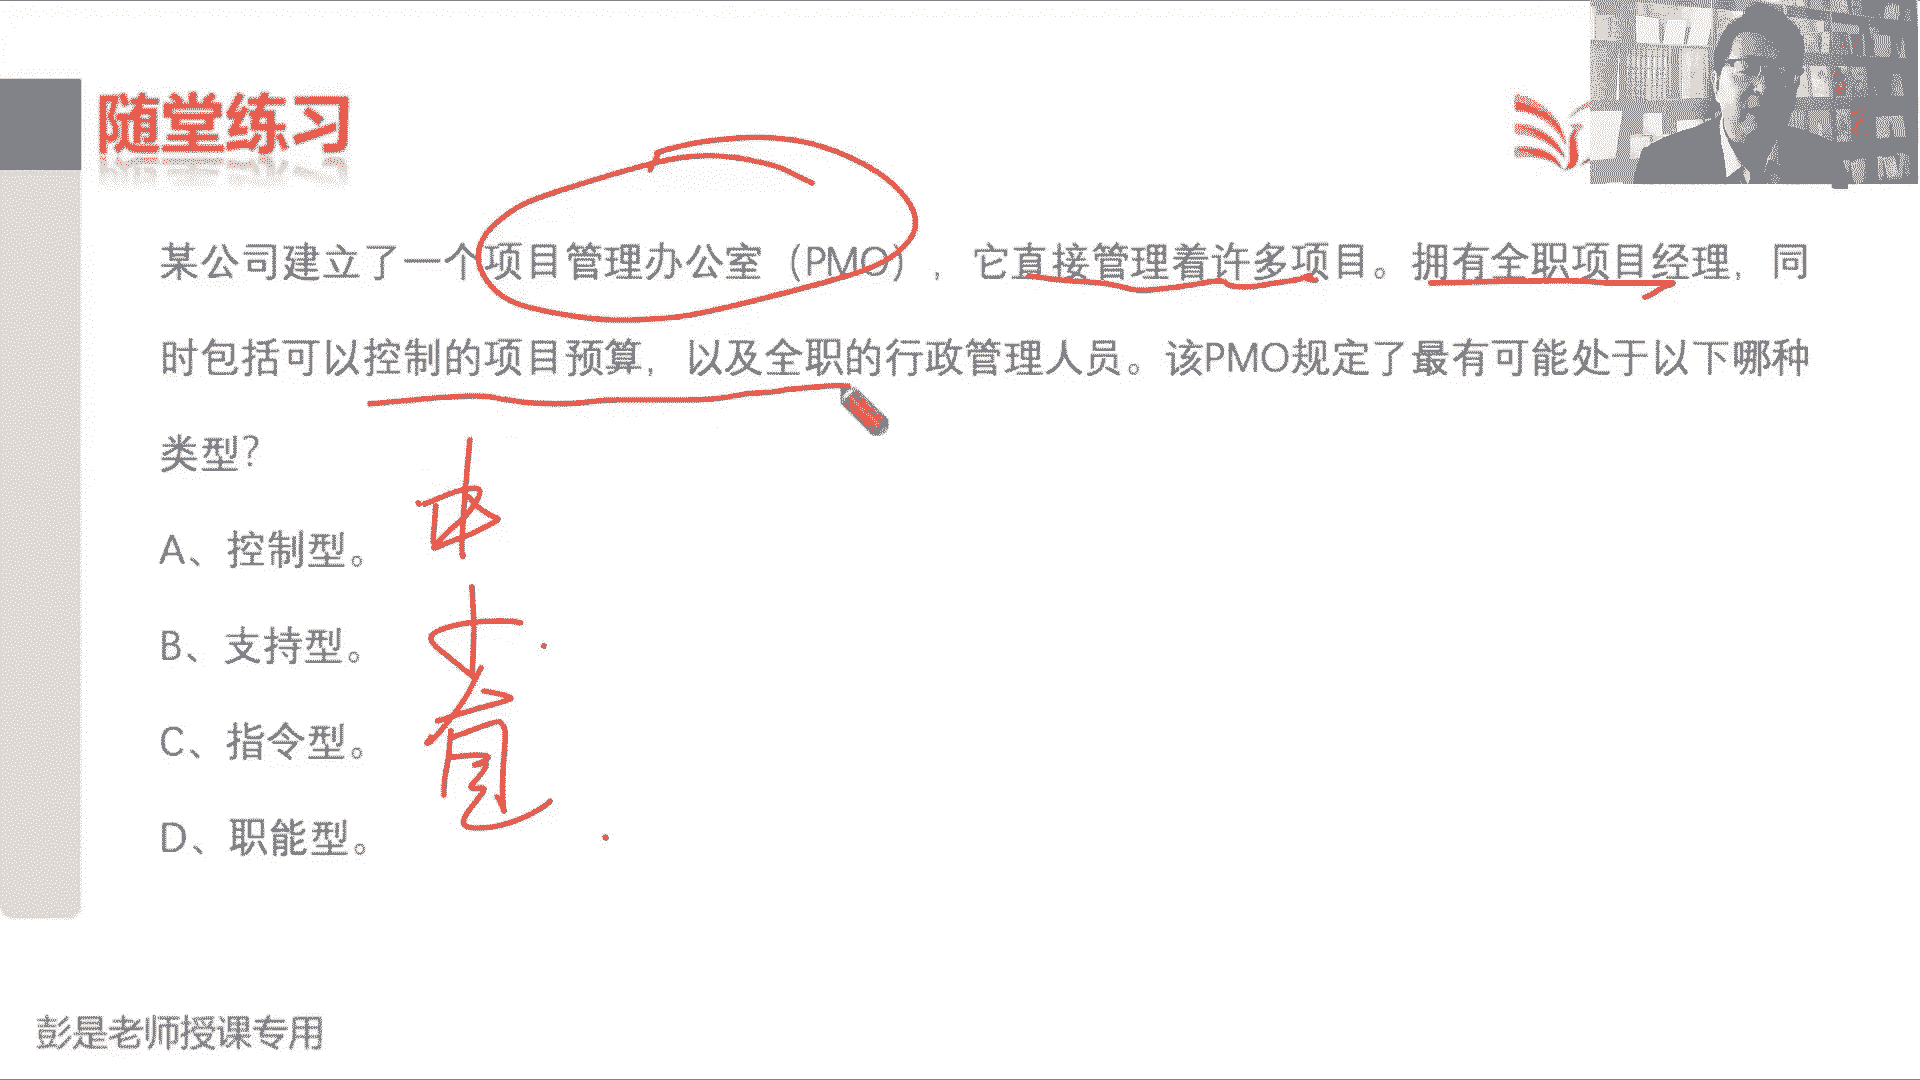 随堂练习
某公司建立了一个项目管理办公室（PMO），它直接管理着许多项目。拥有全职项目经理，同
时包括可以控制的项目预算，以及全职的行政管理人员。该PMO规定了最有可能处于以下哪种
类型？
A、控制型。
B、支持型。
C、指令型。
D、职能型。
彭是老师授课专用